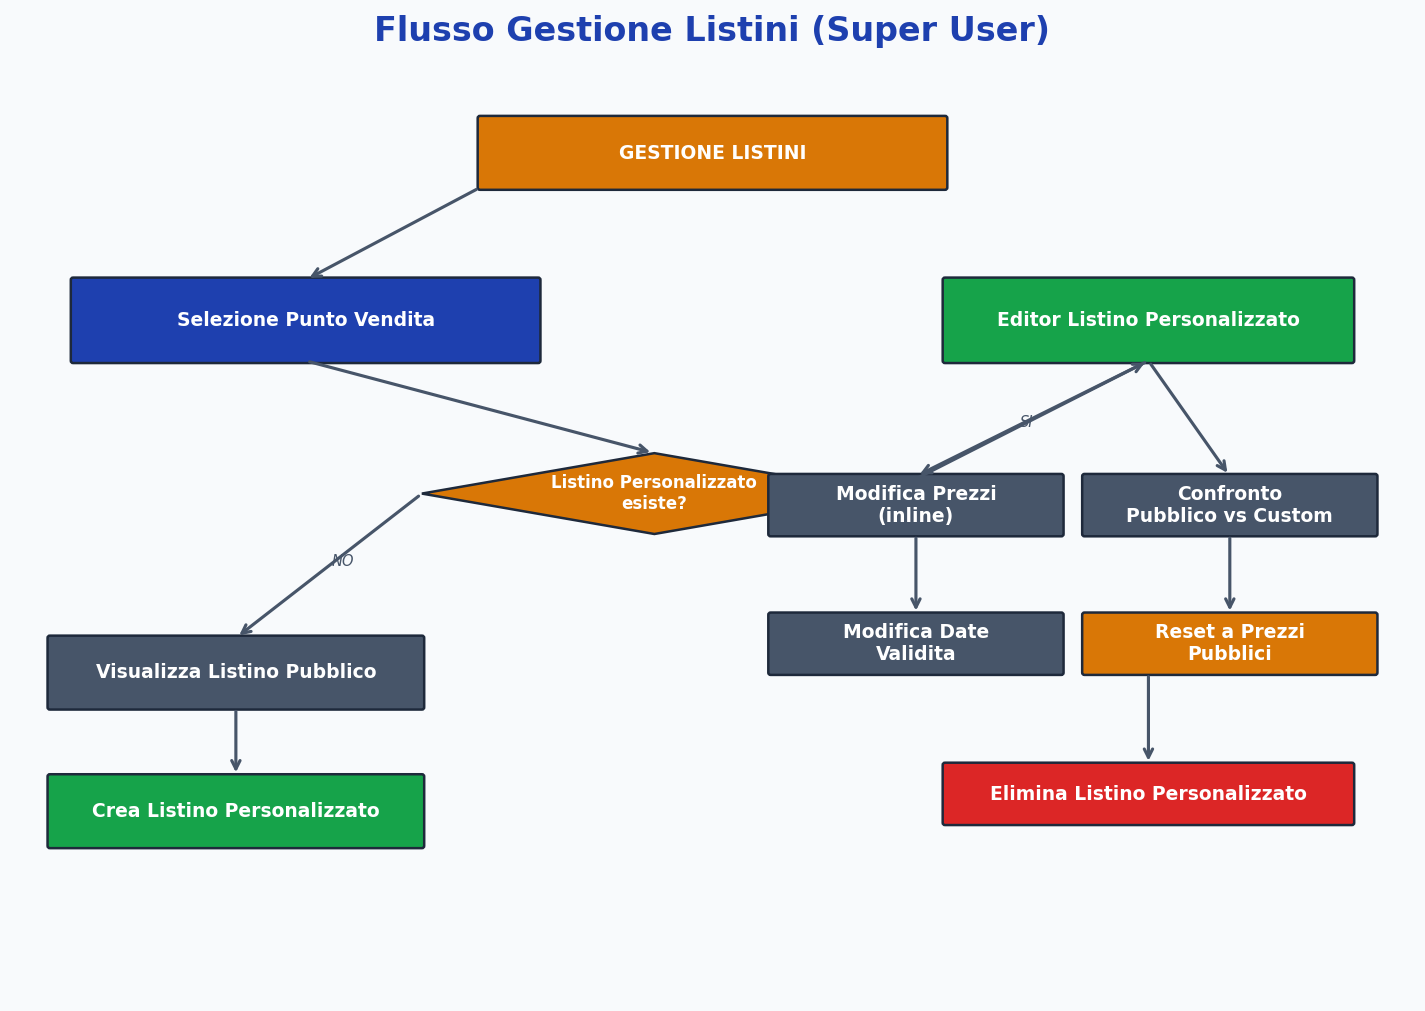 Flusso Gestione Listini (Super User)
GESTIONE LISTINI
Selezione Punto Vendita
Editor Listino Personalizzato
SI
Listino Personalizzato
esiste?
Modifica Prezzi
(inline)
Confronto
Pubblico vs Custom
NO
Modifica Date
Validita
Reset a Prezzi
Pubblici
Visualizza Listino Pubblico
Crea Listino Personalizzato
Elimina Listino Personalizzato